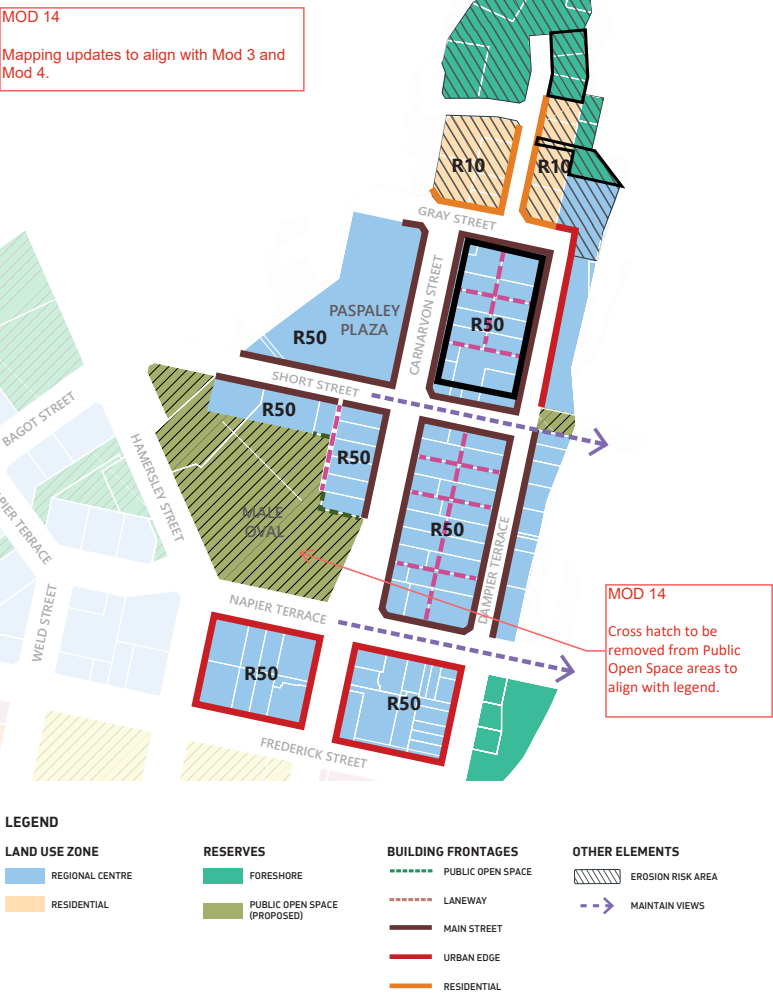 MOD 14
Mapping updates to align with Mod 3 and
Mod 4.
R10
R10
GRAY STREET
CARNARVON STREET
PASPALEY
PLAZA
R50
R50
SHORT STREET
R50
R50
BAGOT STREET
HAMERSLEY STREET
MALE
OVAL
R50
DAMPIER TERRACE
PIER TERRACE
WELD STREET
NAPIER TERRACE
R50
R50
FREDERICK STREET
MOD 14
Cross hatch to be
removed from Public
Open Space areas to
align with legend.
LEGEND
LAND USE ZONE
REGIONAL CENTRE
RESIDENTIAL
RESERVES
FORESHORE
PUBLIC OPEN SPACE
(PROPOSED)
BUILDING FRONTAGES
PUBLIC OPEN SPACE
LANEWAY
MAIN STREET
URBAN EDGE
RESIDENTIAL
OTHER ELEMENTS
EROSION RISK AREA
MAINTAIN VIEWS